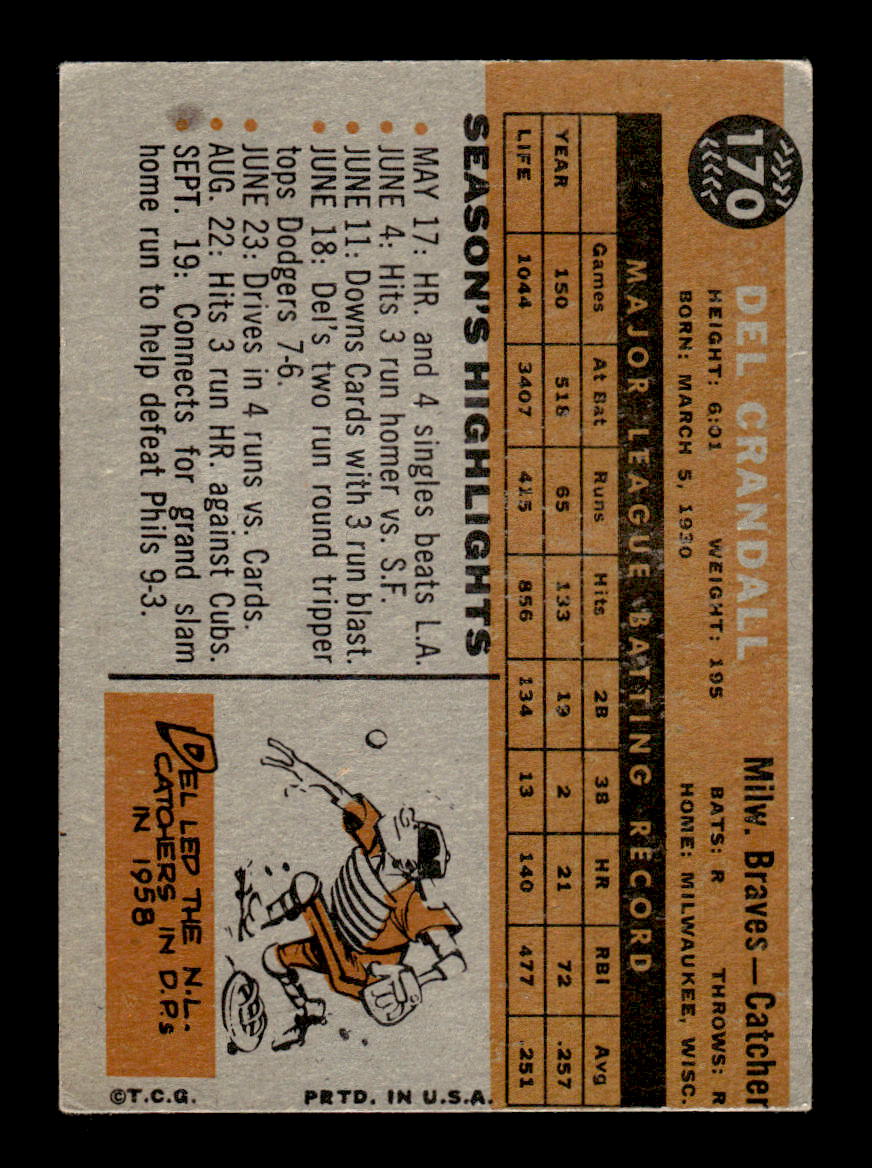 170
DEL CRANDALL
Milw. Braves—Catcher
HEIGHT: 6:01 WEIGHT: 195 BATS: R THROWS: R
BORN: MARCH 5, 1930 HOME: MILWAUKEE, WISC.
MAJOR LEAGUE BATTING RECORD
Games At Bat Runs Hits 2B 3B HR RBI Avg
YEAR 150 518 65 133 19 2 21 72 .257
LIFE 1044 3407 415 856 134 13 140 477 .251
SEASON'S HIGHLIGHTS
• MAY 17: HR. and 4 singles beats L.A.
• JUNE 4: Hits 3 run homer vs. S.F.
• JUNE 11: Downs Cards with 3 run blast.
• JUNE 18: Del's two run round tripper
tops Dodgers 7-6.
• JUNE 23: Drives in 4 runs vs. Cards.
• AUG. 22: Hits 3 run HR. against Cubs.
• SEPT. 19: Connects for grand slam
home run to help defeat Phils 9-3.
DEL LED THE N.L.
CATCHERS IN D.P.s
IN 1958
©T.C.G. PRTD. IN U.S.A.